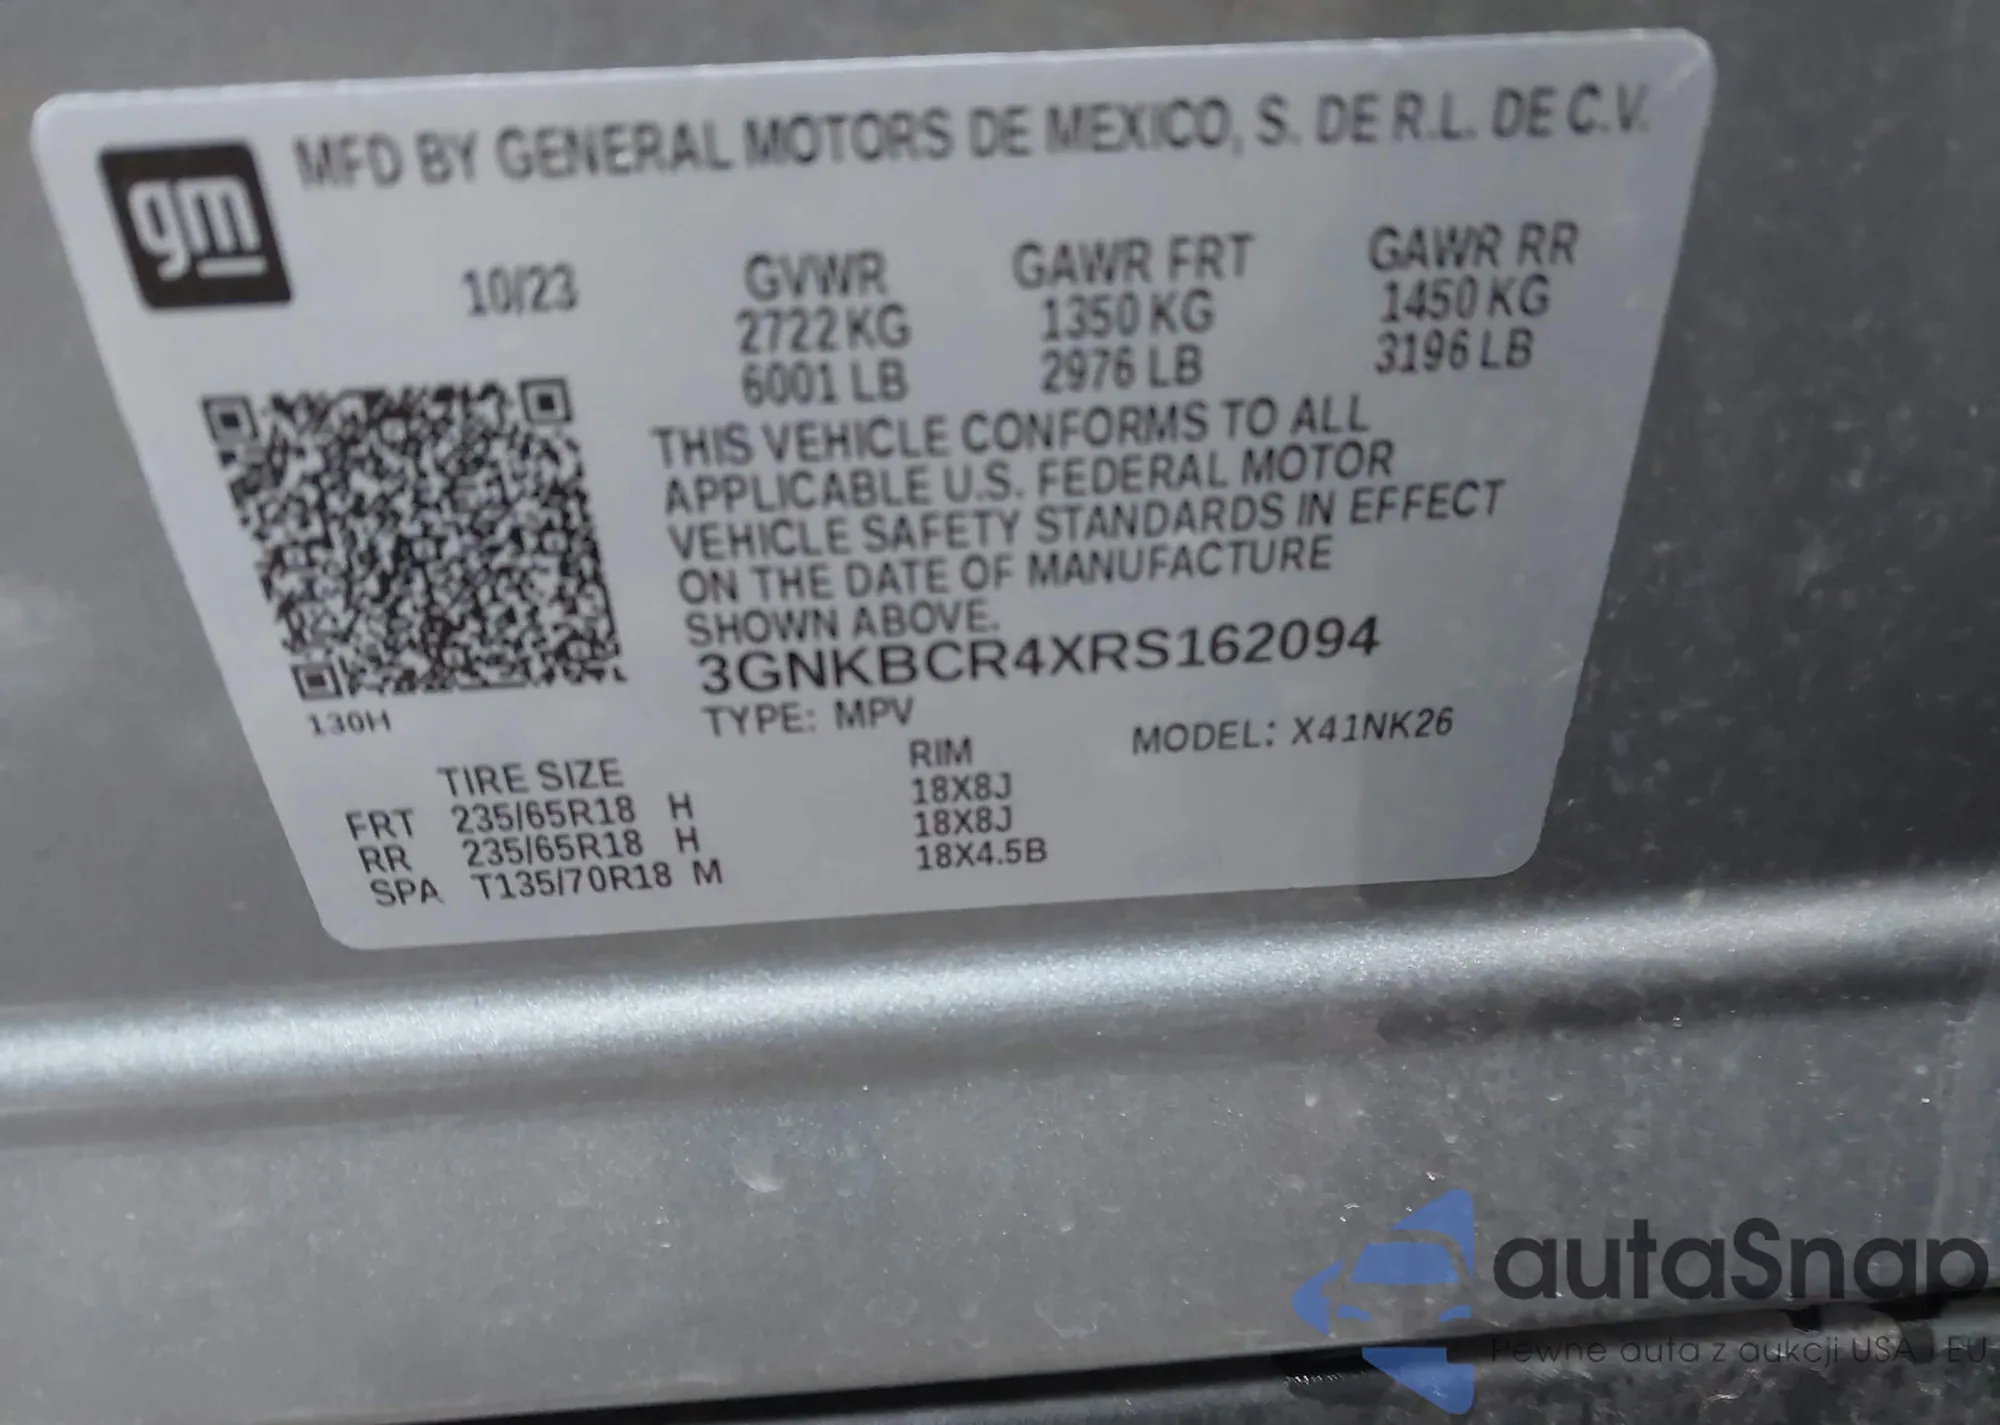 gm
MFD BY GENERAL MOTORS DE MEXICO, S. DE R.L. DE C.V.
10/23 GVWR GAWR FRT GAWR RR
2722 KG 1350 KG 1450 KG
6001 LB 2976 LB 3196 LB
THIS VEHICLE CONFORMS TO ALL
APPLICABLE U.S. FEDERAL MOTOR
VEHICLE SAFETY STANDARDS IN EFFECT
ON THE DATE OF MANUFACTURE
SHOWN ABOVE.
3GNKBCR4XRS162094
130H
TYPE: MPV MODEL: X41NK26
TIRE SIZE RIM
FRT 235/65R18 H 18X8J
RR 235/65R18 H 18X8J
SPA T135/70R18 M 18X4.5B
autaSnap
Pewne auta z aukcji USA i EU